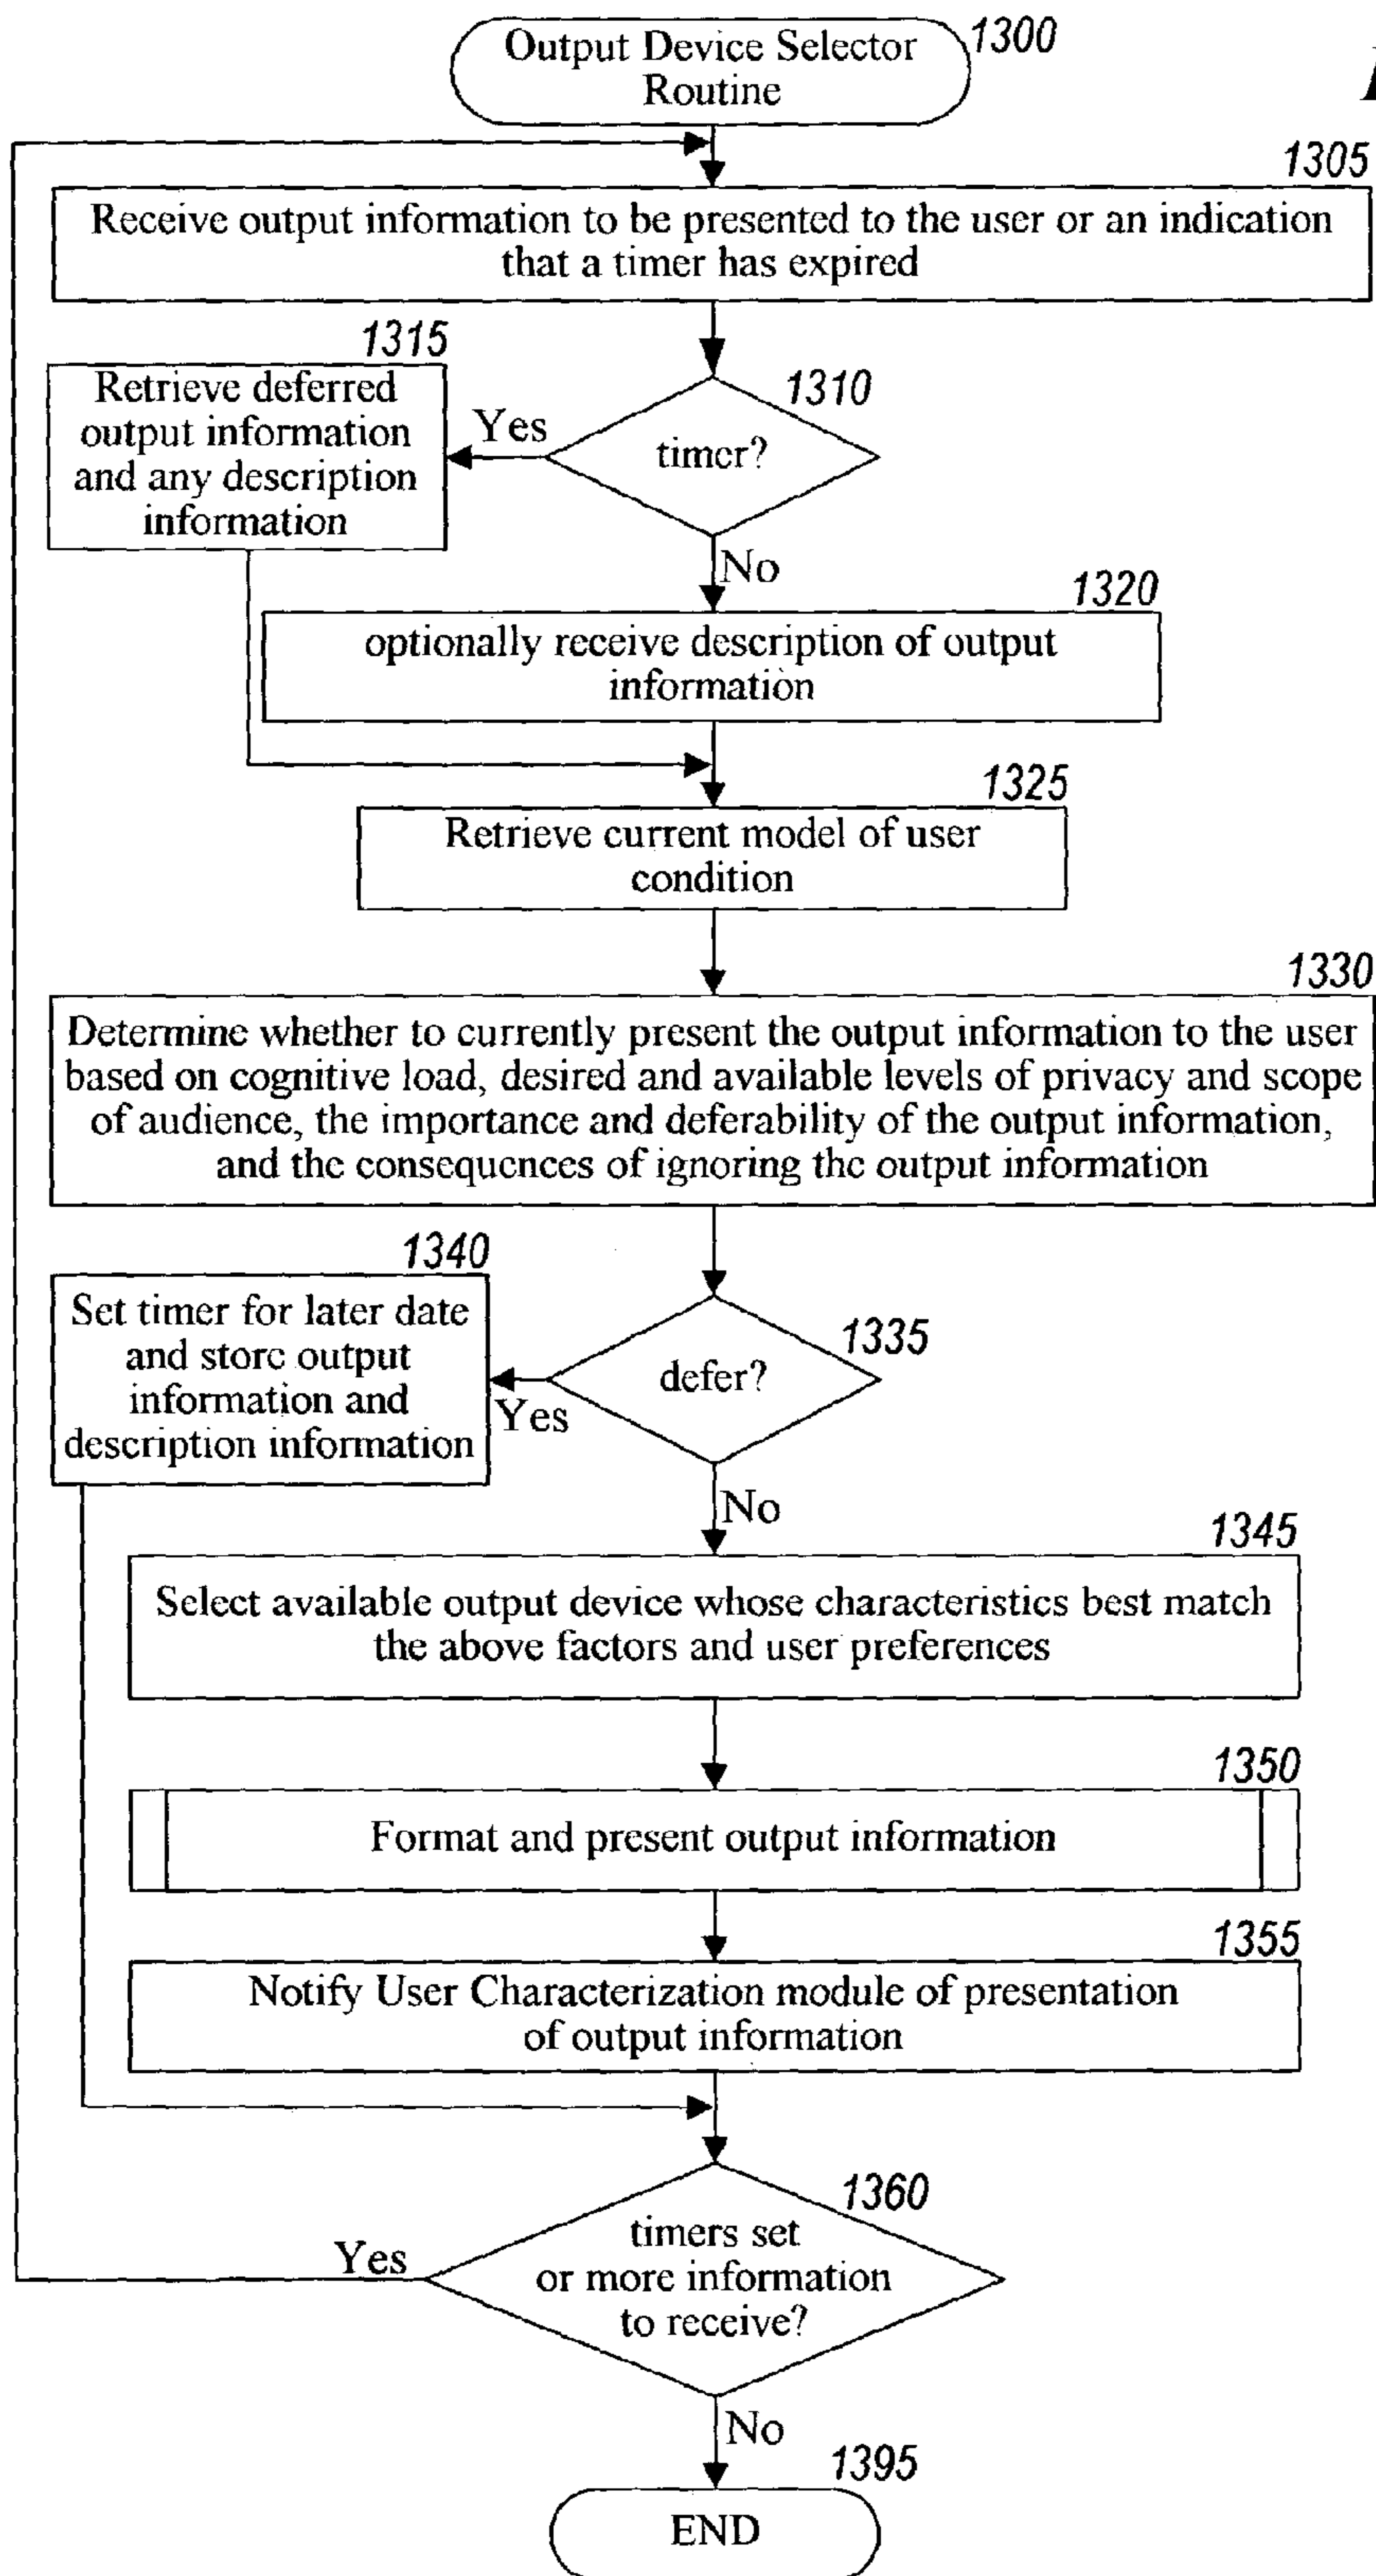 Output Device Selector
Routine
1300
1305
Receive output information to be presented to the user or an indication
that a timer has expired
1315
Retrieve deferred
output information
and any description
information
Yes
1310
timer?
No
1320
optionally receive description of output
information
1325
Retrieve current model of user
condition
1330
Determine whether to currently present the output information to the user
based on cognitive load, desired and available levels of privacy and scope
of audience, the importance and deferability of the output information,
and the consequences of ignoring the output information
1340
Set timer for later date
and store output
information and
description information
Yes
1335
defer?
No
1345
Select available output device whose characteristics best match
the above factors and user preferences
1350
Format and present output information
1355
Notify User Characterization module of presentation
of output information
1360
timers set
or more information
to receive?
Yes
No
1395
END